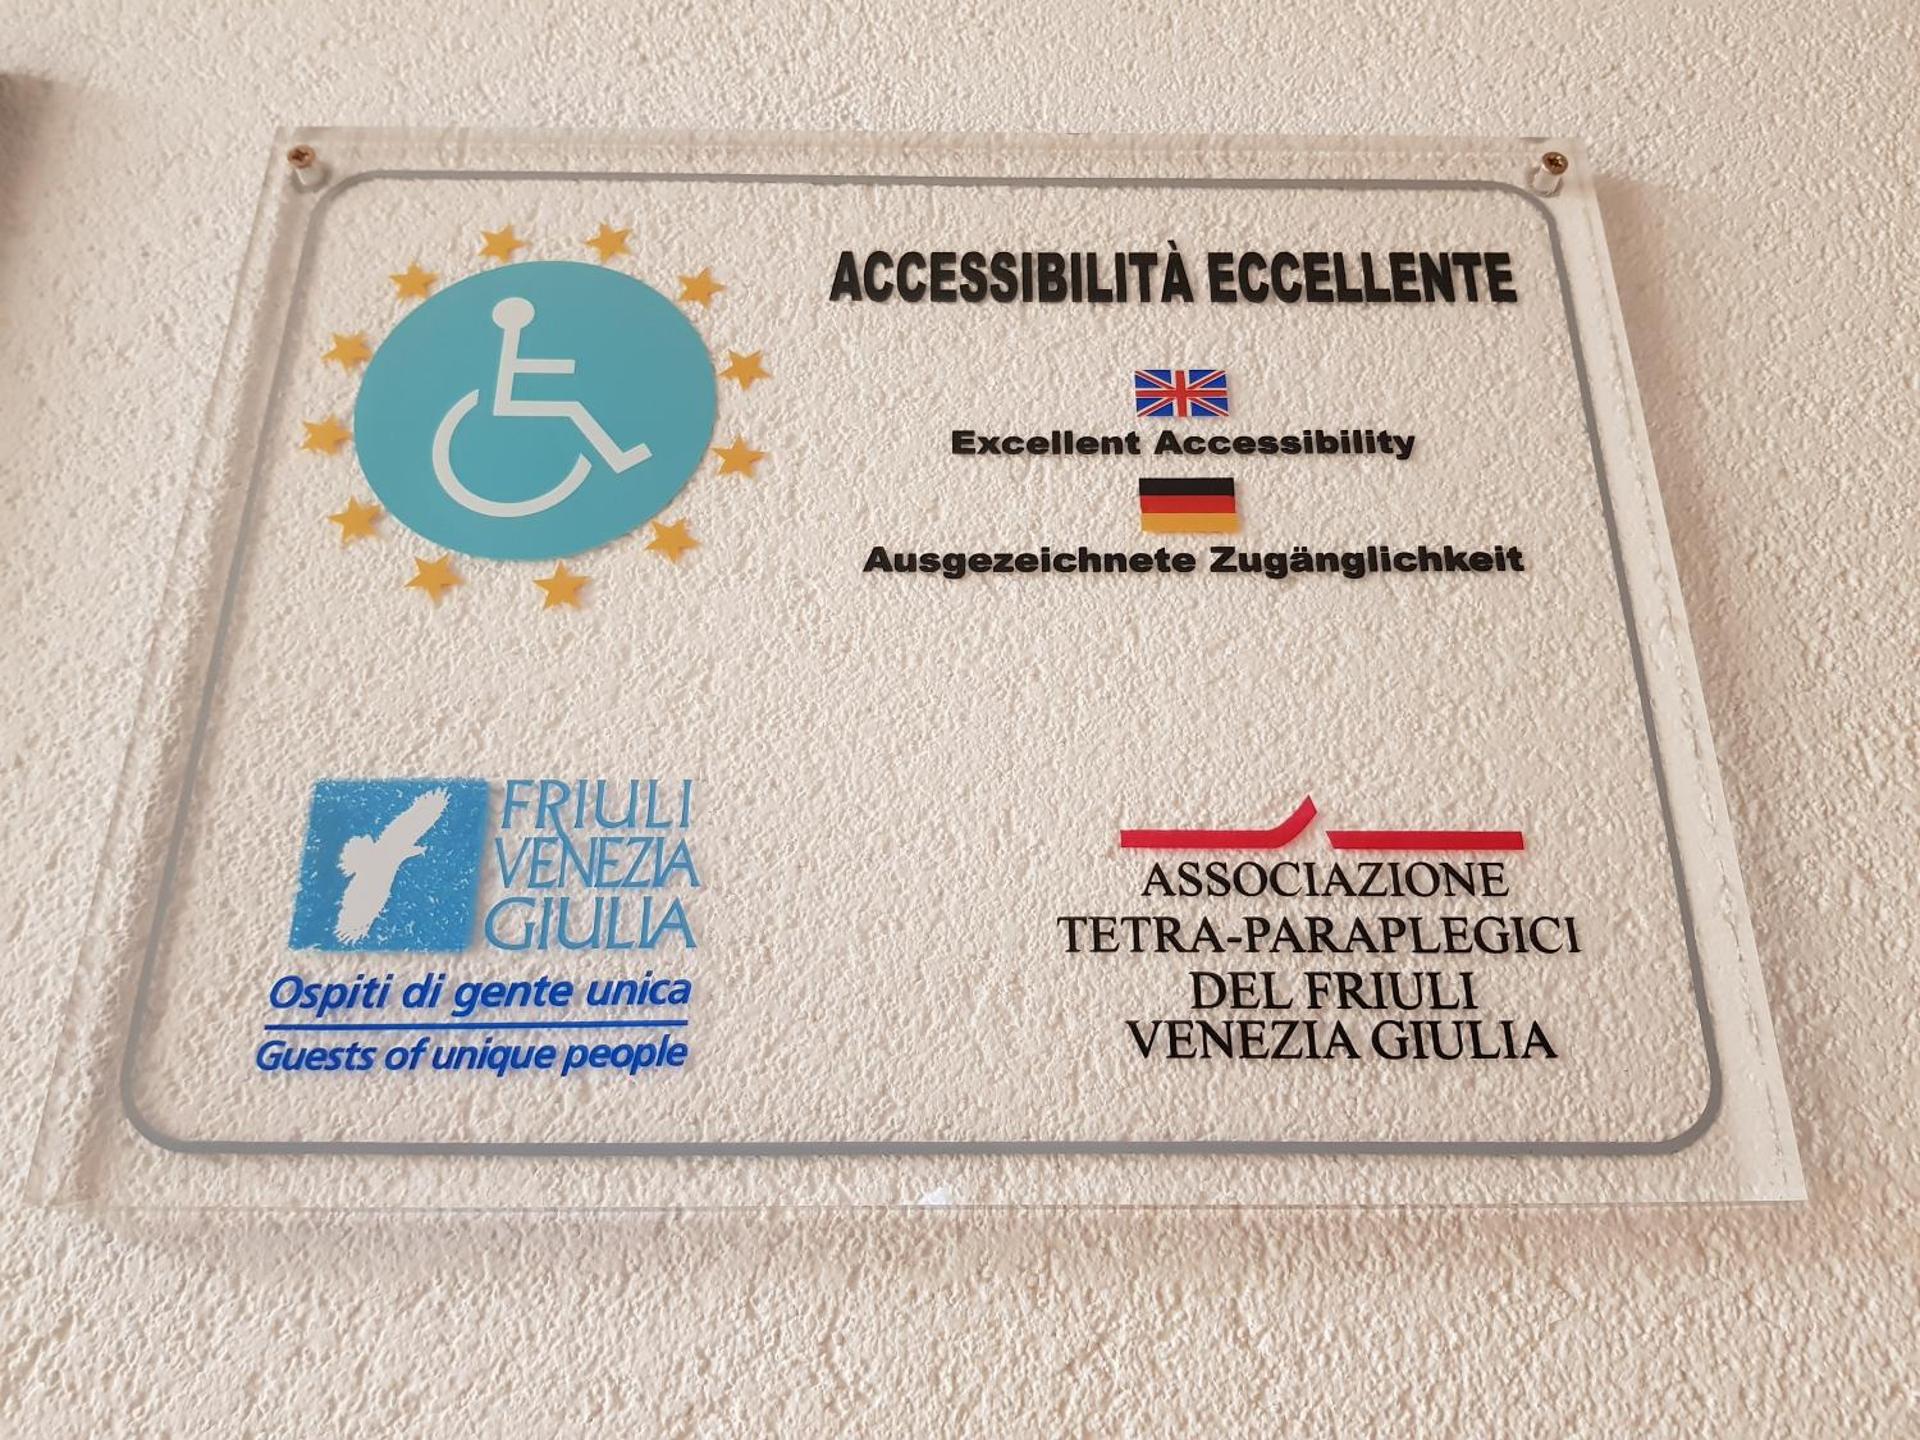 ACCESSIBILITÀ ECCELLENTE
Excellent Accessibility
Ausgezeichnete Zugänglichkeit
FRIULI
VENEZIA
GIULIA
Ospiti di gente unica
Guests of unique people
ASSOCIAZIONE
TETRA-PARAPLEGICI
DEL FRIULI
VENEZIA GIULIA